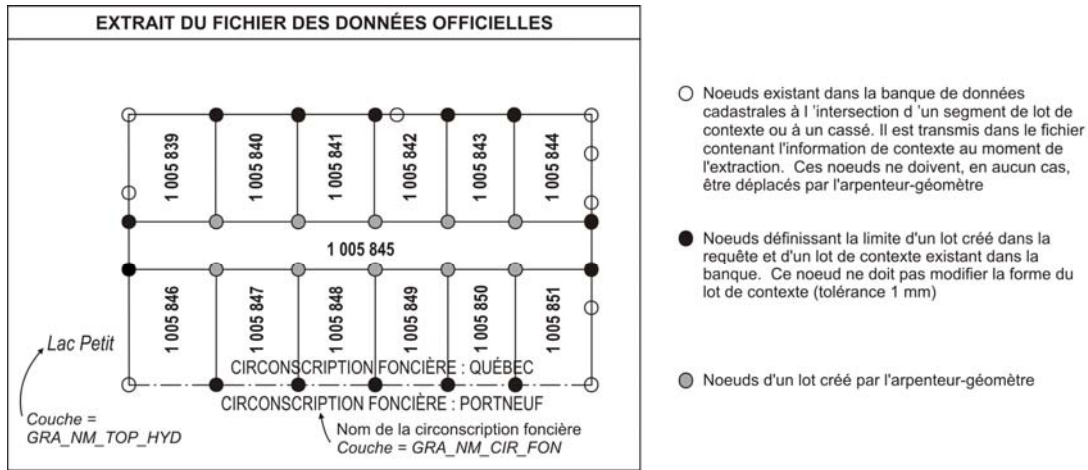 EXTRAIT DU FICHIER DES DONNÉES OFFICIELLES
1 005 839
1 005 840
1 005 841
1 005 842
1 005 843
1 005 844
1 005 845
1 005 846
1 005 847
1 005 848
1 005 849
1 005 850
1 005 851
Lac Petit
CIRCONSCRIPTION FONCIÈRE : QUÉBEC
CIRCONSCRIPTION FONCIÈRE : PORTNEUF
Couche =
GRA_NM_TOP_HYD
Nom de la circonscription foncière
Couche = GRA_NM_CIR_FON
Noeuds existant dans la banque de données
cadastrales à l 'intersection d 'un segment de lot de
contexte ou à un cassé. Il est transmis dans le fichier
contenant l'information de contexte au moment de
l'extraction. Ces noeuds ne doivent, en aucun cas,
être déplacés par l'arpenteur-géomètre
Noeuds définissant la limite d'un lot créé dans la
requête et d'un lot de contexte existant dans la
banque. Ce noeud ne doit pas modifier la forme du
lot de contexte (tolérance 1 mm)
Noeuds d'un lot créé par l'arpenteur-géomètre